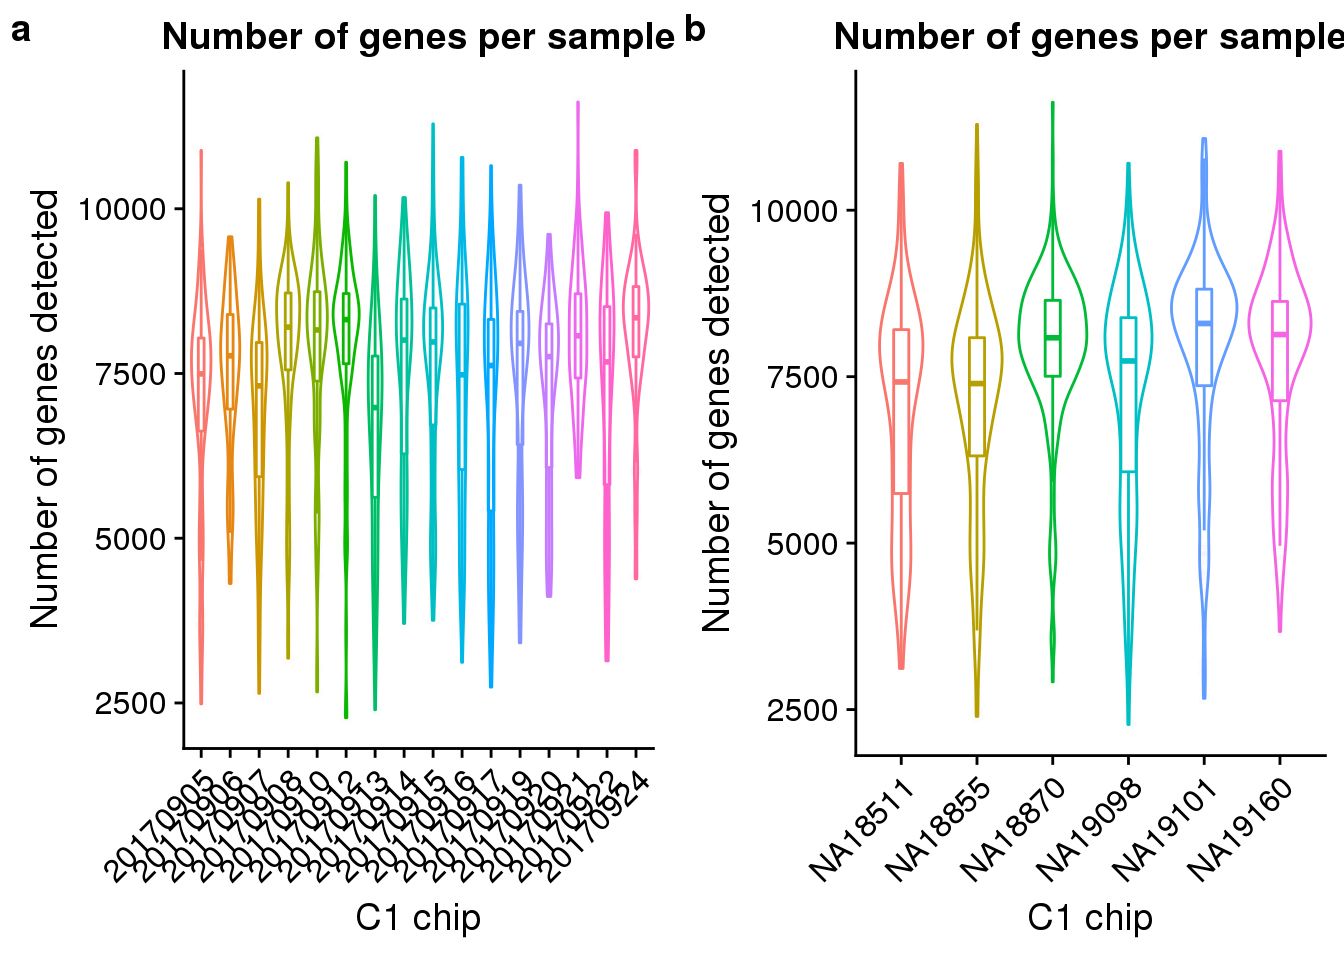 a
Number of genes per sample
Number of genes detected
10000
7500
5000
2500
20170905
20170906
20170907
20170908
20170910
20170912
20170913
20170914
20170915
20170916
20170917
20170919
20170920
20170921
20170922
20170924
C1 chip
b
Number of genes per sample
Number of genes detected
10000
7500
5000
2500
NA18511
NA18855
NA18870
NA19098
NA19101
NA19160
C1 chip